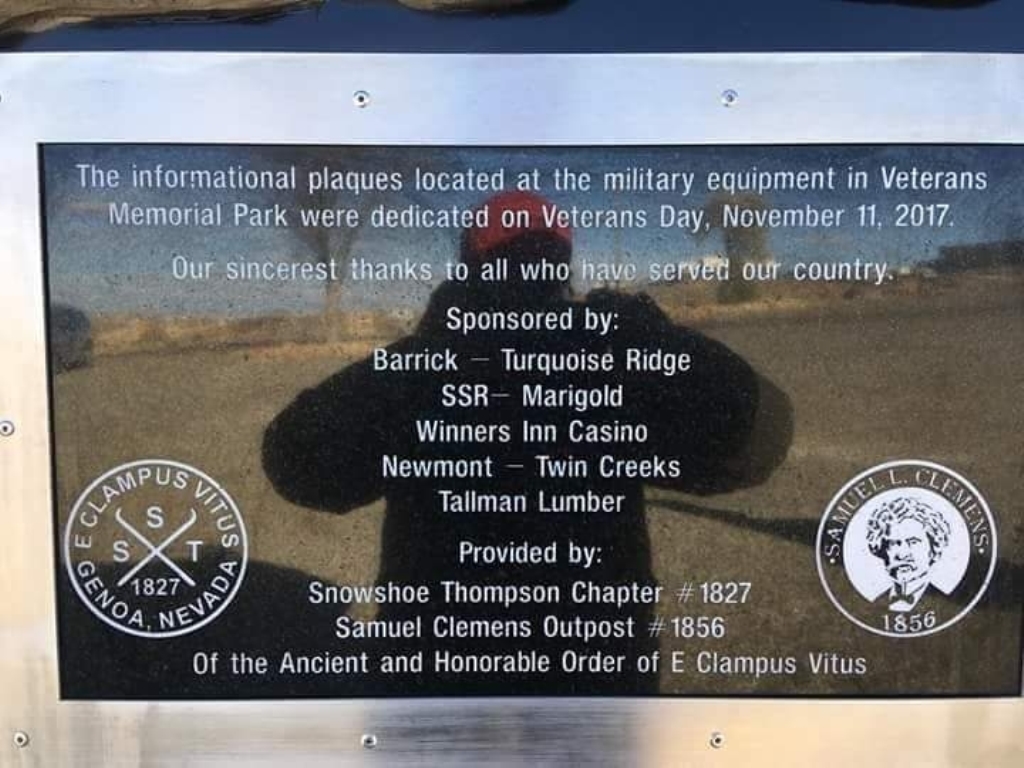 The informational plaques located at the military equipment in Veterans
Memorial Park were dedicated on Veterans Day, November 11, 2017.
Our sincerest thanks to all who have served our country.
Sponsored by:
Barrick – Turquoise Ridge
SSR– Marigold
Winners Inn Casino
Newmont – Twin Creeks
Tallman Lumber
E CLAMPUS VITUS
S
S T
1827
GENOA, NEVADA
·SAMUEL L. CLEMENS·
1856
Provided by:
Snowshoe Thompson Chapter #1827
Samuel Clemens Outpost #1856
Of the Ancient and Honorable Order of E Clampus Vitus